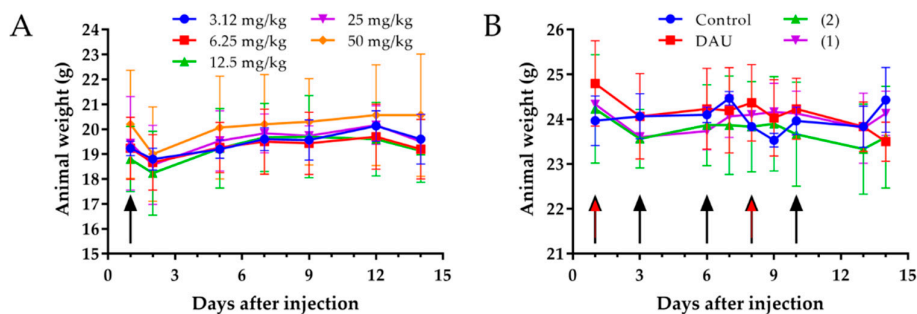 A
3.12 mg/kg
6.25 mg/kg
12.5 mg/kg
25 mg/kg
50 mg/kg
Animal weight (g)
24
23
22
21
20
19
18
17
16
15
0
3
6
9
12
15
Days after injection
B
Control
DAU
(2)
(1)
Animal weight (g)
26
25
24
23
22
21
0
3
6
9
12
15
Days after injection